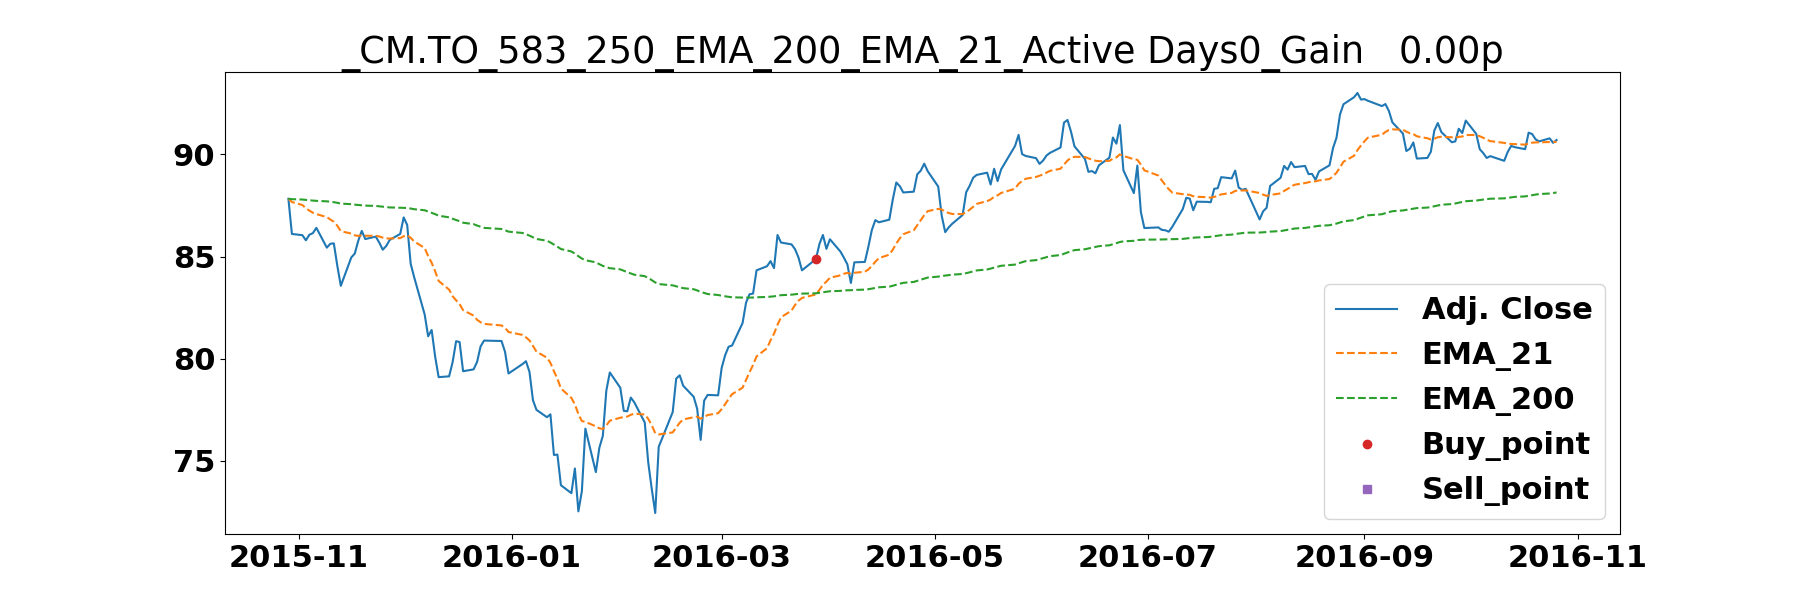 _CM.TO_583_250_EMA_200_EMA_21_Active Days0_Gain   0.00p
90
85
80
75
Adj. Close
EMA_21
EMA_200
Buy_point
Sell_point
2015-11 2016-01 2016-03 2016-05 2016-07 2016-09 2016-11